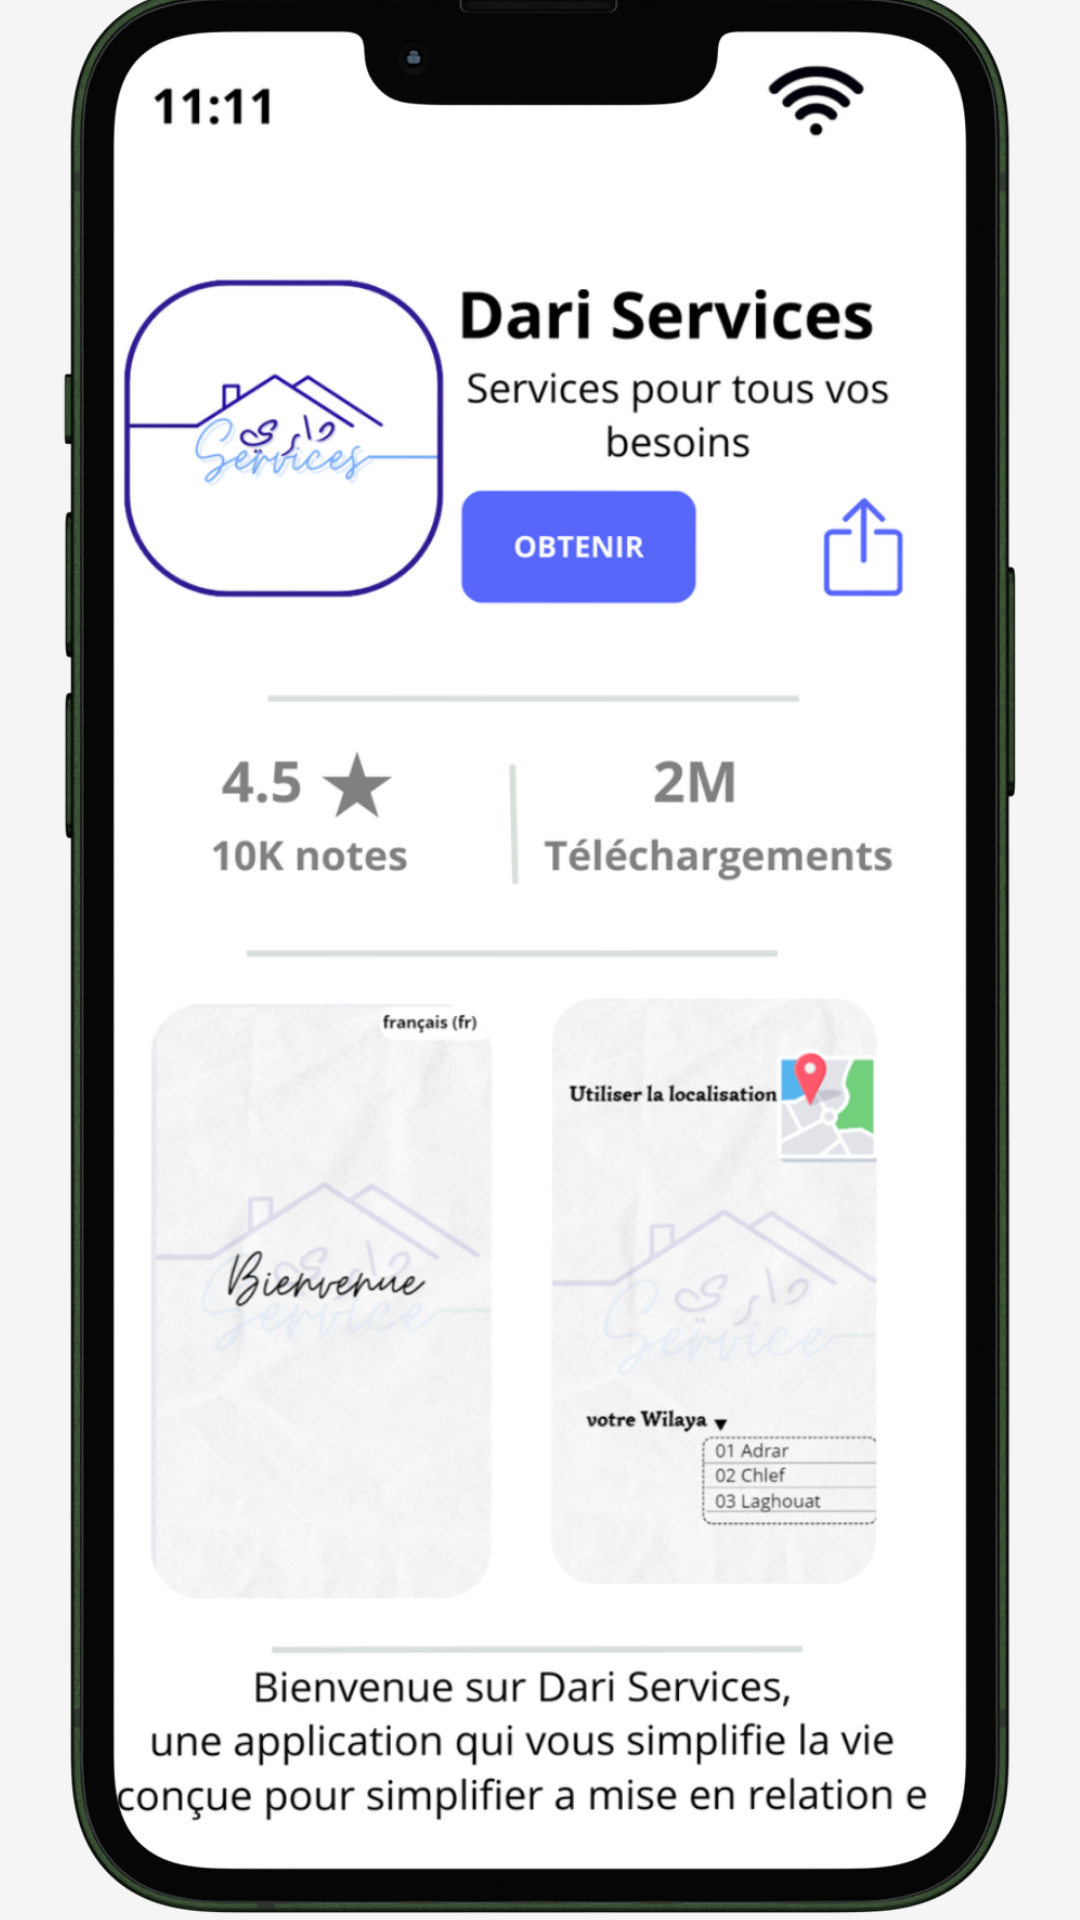 11:11
داري
Services
Dari Services
Services pour tous vos
besoins
OBTENIR
4.5 ★
10K notes
2M
Téléchargements
français (fr)
داري
Bienvenue
Service
Utiliser la localisation
داري
Service
votre Wilaya ▼
01 Adrar
02 Chlef
03 Laghouat
Bienvenue sur Dari Services,
une application qui vous simplifie la vie
conçue pour simplifier a mise en relation e